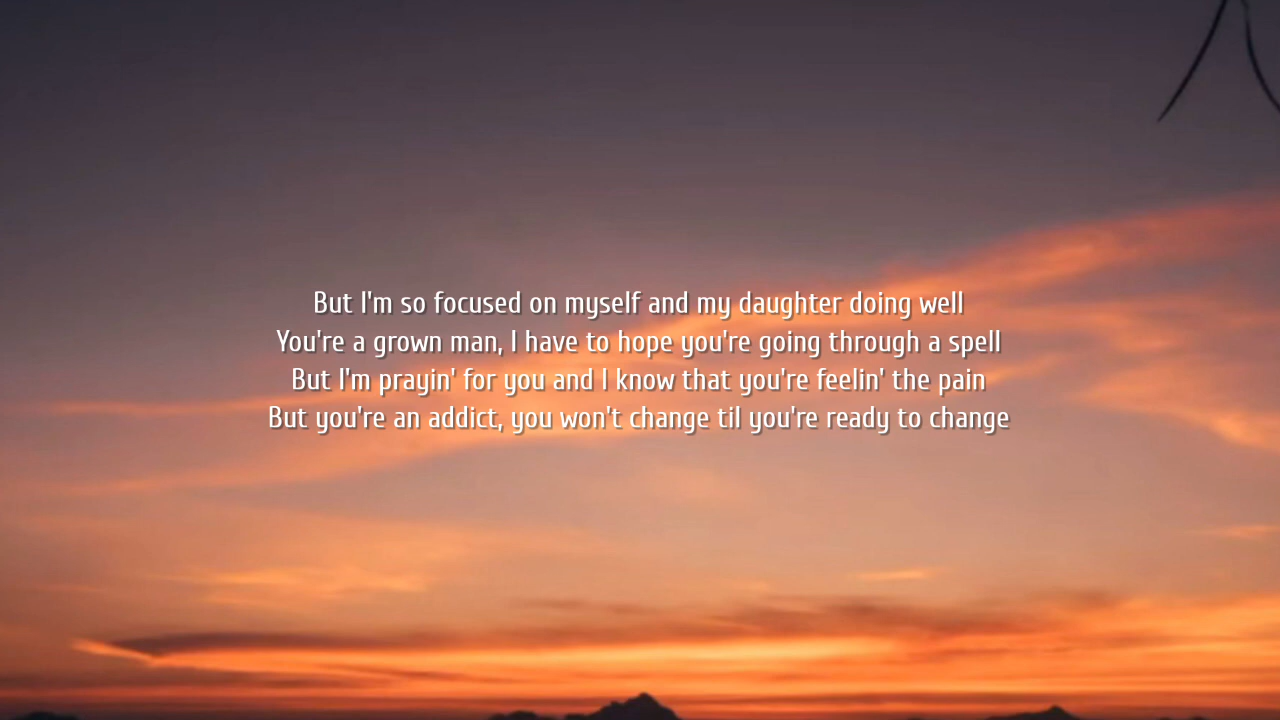 But I'm so focused on myself and my daughter doing well
You're a grown man, I have to hope you're going through a spell
But I'm prayin' for you and I know that you're feelin' the pain
But you're an addict, you won't change til you're ready to change